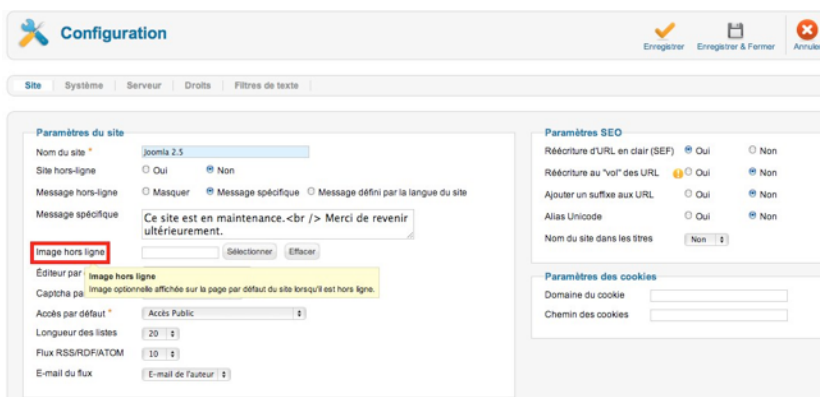 Configuration
Enregistrer Enregistrer & Fermer Annuler
Site Système Serveur Droits Filtres de texte
Paramètres du site
Nom du site * Joomla 2.5
Site hors-ligne Oui Non
Message hors-ligne Masquer Message spécifique Message défini par la langue du site
Message spécifique Ce site est en maintenance.<br /> Merci de revenir
ultérieurement.
Image hors ligne Sélectionner Effacer
Éditeur par
Image hors ligne
Image optionnelle affichée sur la page par défaut du site lorsqu'il est hors ligne.
Captcha pa
Accès par défaut * Accès Public
Longueur des listes 20
Flux RSS/RDF/ATOM 10
E-mail du flux E-mail de l'auteur
Paramètres SEO
Réécriture d'URL en clair (SEF) Oui Non
Réécriture au "vol" des URL Oui Non
Ajouter un suffixe aux URL Oui Non
Alias Unicode Oui Non
Nom du site dans les titres Non
Paramètres des cookies
Domaine du cookie
Chemin des cookies